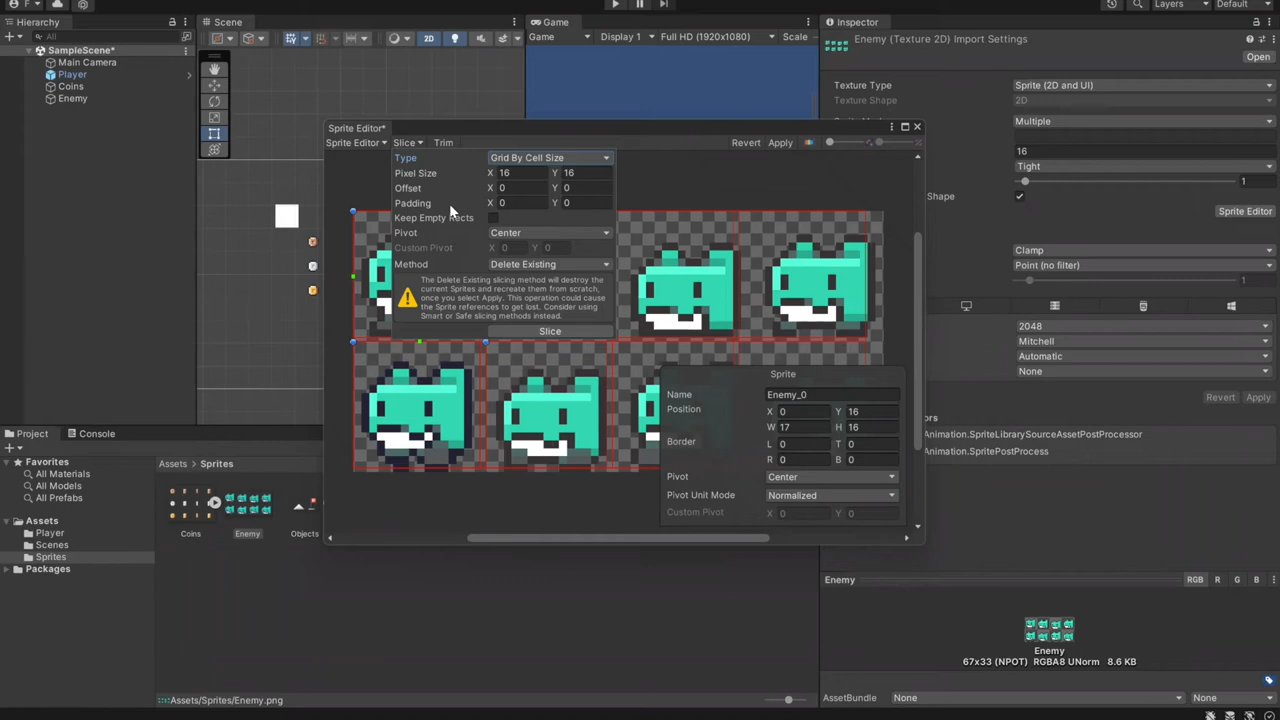 F
Layers
Default
Hierarchy
All
SampleScene*
Main Camera
Player
Coins
Enemy
Scene
2D
Game
Game
Display 1
Full HD (1920x1080)
Scale
Inspector
Enemy (Texture 2D) Import Settings
Open
Texture Type
Sprite (2D and UI)
Texture Shape
2D
Multiple
16
Tight
1
Shape
Sprite Editor
Clamp
Point (no filter)
1
2048
Mitchell
Automatic
None
Revert
Apply
ors
Animation.SpriteLibrarySourceAssetPostProcessor
Animation.SpritePostProcess
Sprite Editor*
Sprite Editor
Slice
Trim
Revert
Apply
Type
Grid By Cell Size
Pixel Size
X 16 Y 16
Offset
X 0 Y 0
Padding
X 0 Y 0
Keep Empty Rects
Pivot
Center
Custom Pivot
X 0 Y 0
Method
Delete Existing
The Delete Existing slicing method will destroy the
current Sprites and recreate them from scratch,
once you select Apply. This operation could cause
the Sprite references to get lost. Consider using
Smart or Safe slicing methods instead.
Slice
Sprite
Name
Enemy_0
Position
X 0 Y 16
W 17 H 16
Border
L 0 T 0
R 0 B 0
Pivot
Center
Pivot Unit Mode
Normalized
Custom Pivot
X 0 Y 0
Project
Console
Favorites
All Materials
All Models
All Prefabs
Assets
Player
Scenes
Sprites
Packages
Assets > Sprites
Coins
Enemy
Objects
Assets/Sprites/Enemy.png
Enemy
RGB R G B
Enemy
67x33 (NPOT) RGBA8 UNorm 8.6 KB
AssetBundle
None
None